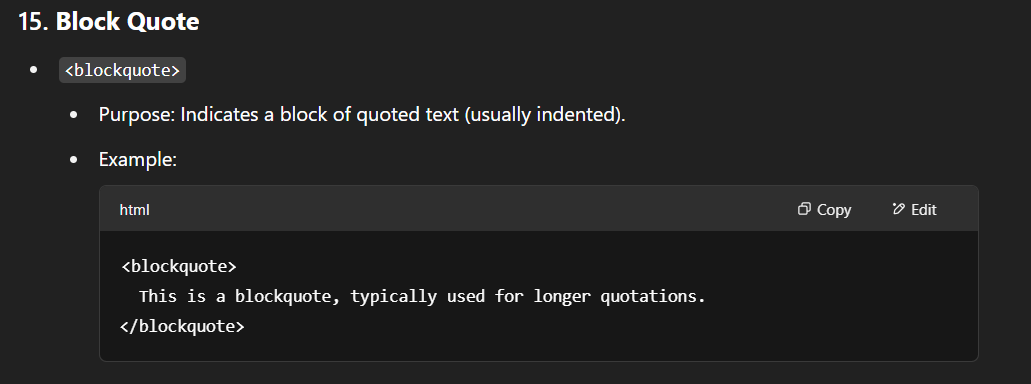 15. Block Quote
<blockquote>
Purpose: Indicates a block of quoted text (usually indented).
Example:
html Copy Edit
<blockquote>
  This is a blockquote, typically used for longer quotations.
</blockquote>